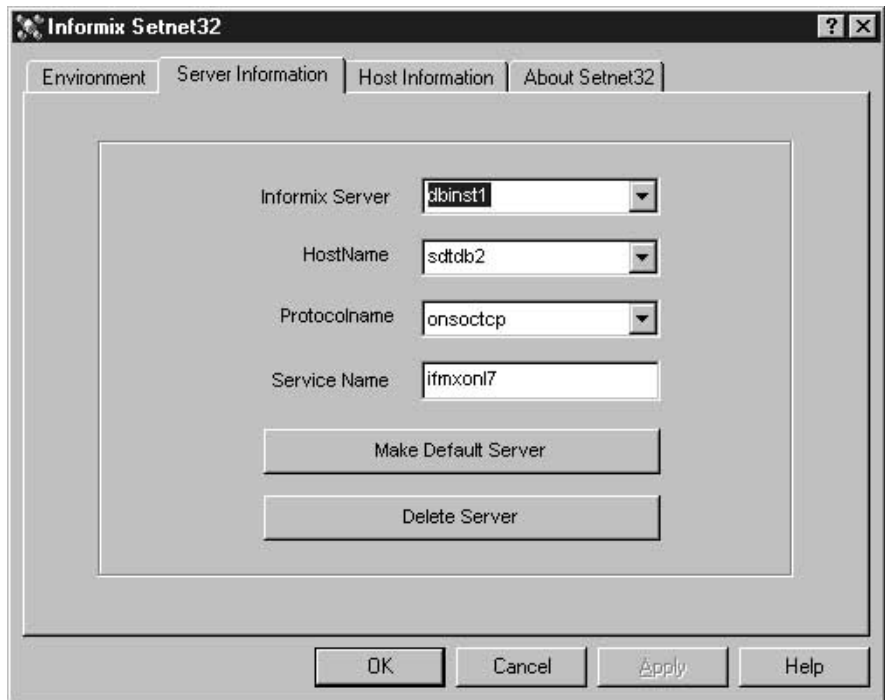 Informix Setnet32
Environment Server Information Host Information About Setnet32
Informix Server dbinst1
HostName sdtdb2
Protocolname onsoctcp
Service Name ifmxonl7
Make Default Server
Delete Server
OK Cancel Apply Help